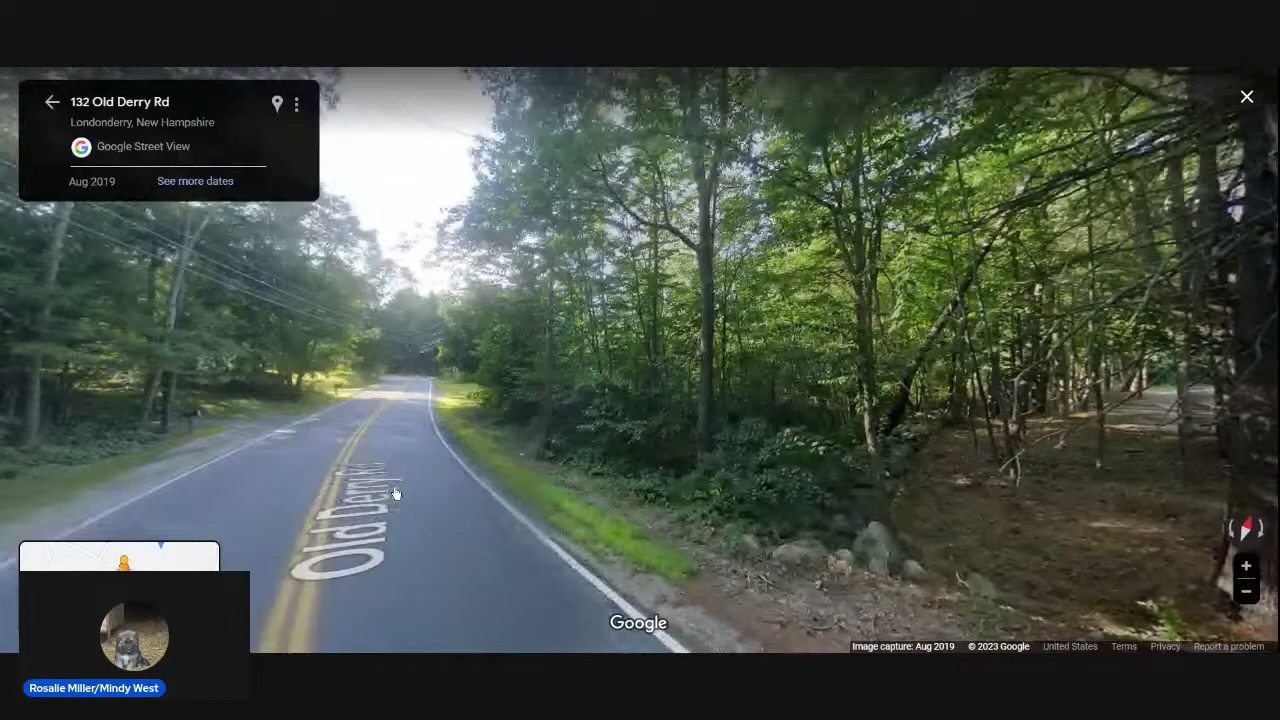 132 Old Derry Rd
Londonderry, New Hampshire
Google Street View
Aug 2019 See more dates
Old Derry Rd
Google
Image capture: Aug 2019 © 2023 Google United States Terms Privacy Report a problem
Rosalie Miller/Mindy West